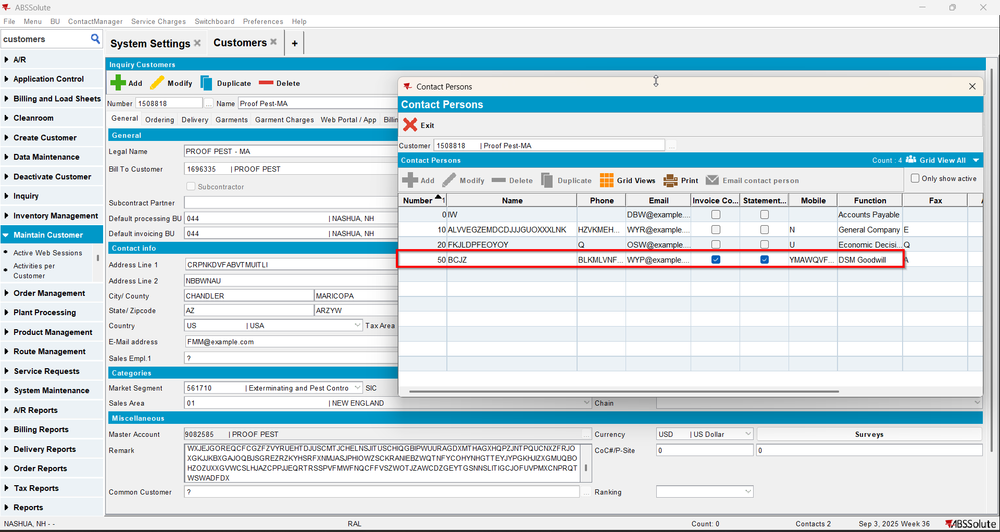 ABSSolute
File Menu BU ContactManager Service Charges Switchboard Preferences Help
customers
System Settings
Customers
+
A/R
Application Control
Billing and Load Sheets
Cleanroom
Create Customer
Data Maintenance
Deactivate Customer
Inquiry
Inventory Management
Maintain Customer
Active Web Sessions
Activities per
Customer
Order Management
Plant Processing
Product Management
Route Management
Service Requests
System Maintenance
A/R Reports
Billing Reports
Delivery Reports
Order Reports
Tax Reports
Reports
Inquiry Customers
Add Modify Duplicate Delete
Number 1508818 ... Name Proof Pest-MA
General Ordering Delivery Garments Garment Charges Web Portal / App Billin
General
Legal Name PROOF PEST - MA
Bill To Customer 1696335 | PROOF PEST
Subcontractor
Subcontract Partner
Default processing BU 044 | NASHUA, NH
Default invoicing BU 044 | NASHUA, NH
Contact info
Address Line 1 CRPNKDVFABVTMUITLI
Address Line 2 NBBWNAU
City/ County CHANDLER MARICOPA
State/ Zipcode AZ ARZYW
Country US | USA Tax Area
E-Mail address FMM@example.com
Sales Empl.1 ?
Categories
Market Segment 561710 | Exterminating and Pest Contro SIC
Sales Area 01 | NEW ENGLAND Chain
Miscellaneous
Master Account 9082585 | PROOF PEST ... Currency USD | US Dollar Surveys
Remark
WXJEJGOREQCFCGZFZVYRUEHTDJUSCMTJCHELNSJITUSCHIQGBIPWUURAGDXMTHAGXHQPZJNTPQUCNXZFRJO
XGKJJKBXGAJOQBJSGREZRZKYHSRFXNMJASJPHIOWZSCKRANIEBZWQTNFYCOHYNHGTTEYJYPGKHJIZXGMUQBO
HZOZUXXGVWCSLHJAZCPPJJEQRTRSSPVFMWFNQCFFVSZWOTJZAWCDZGEYTGSNNSLITIGCJOFUVPMXCNPRQT
WSWADFDX
CoC#/P-Site 0 0
Common Customer ? ... Ranking
Contact Persons
Contact Persons
Exit
Customer 1508818 | Proof Pest-MA ...
Contact Persons Count : 4 Grid View All
Add Modify Delete Duplicate Grid Views Print Email contact person Only show active
Number 1 Name Phone Email Invoice Co... Statement... Mobile Function Fax
0 IW DBW@example.... Accounts Payable
10 ALVVEGZEMDCDJJJGUOXXXLNK HZVKMEH... WYR@example.... N General Company E
20 FKJLDPFEOYOY Q OSW@example.... U Economic Decisi... Q
50 BCJZ BLKMLVNF... WYP@example.... YMAWQVF... DSM Goodwill A
NASHUA, NH - - RAL Count: 0 Contacts 2 Sep 3, 2025 Week 36 ABSSolute